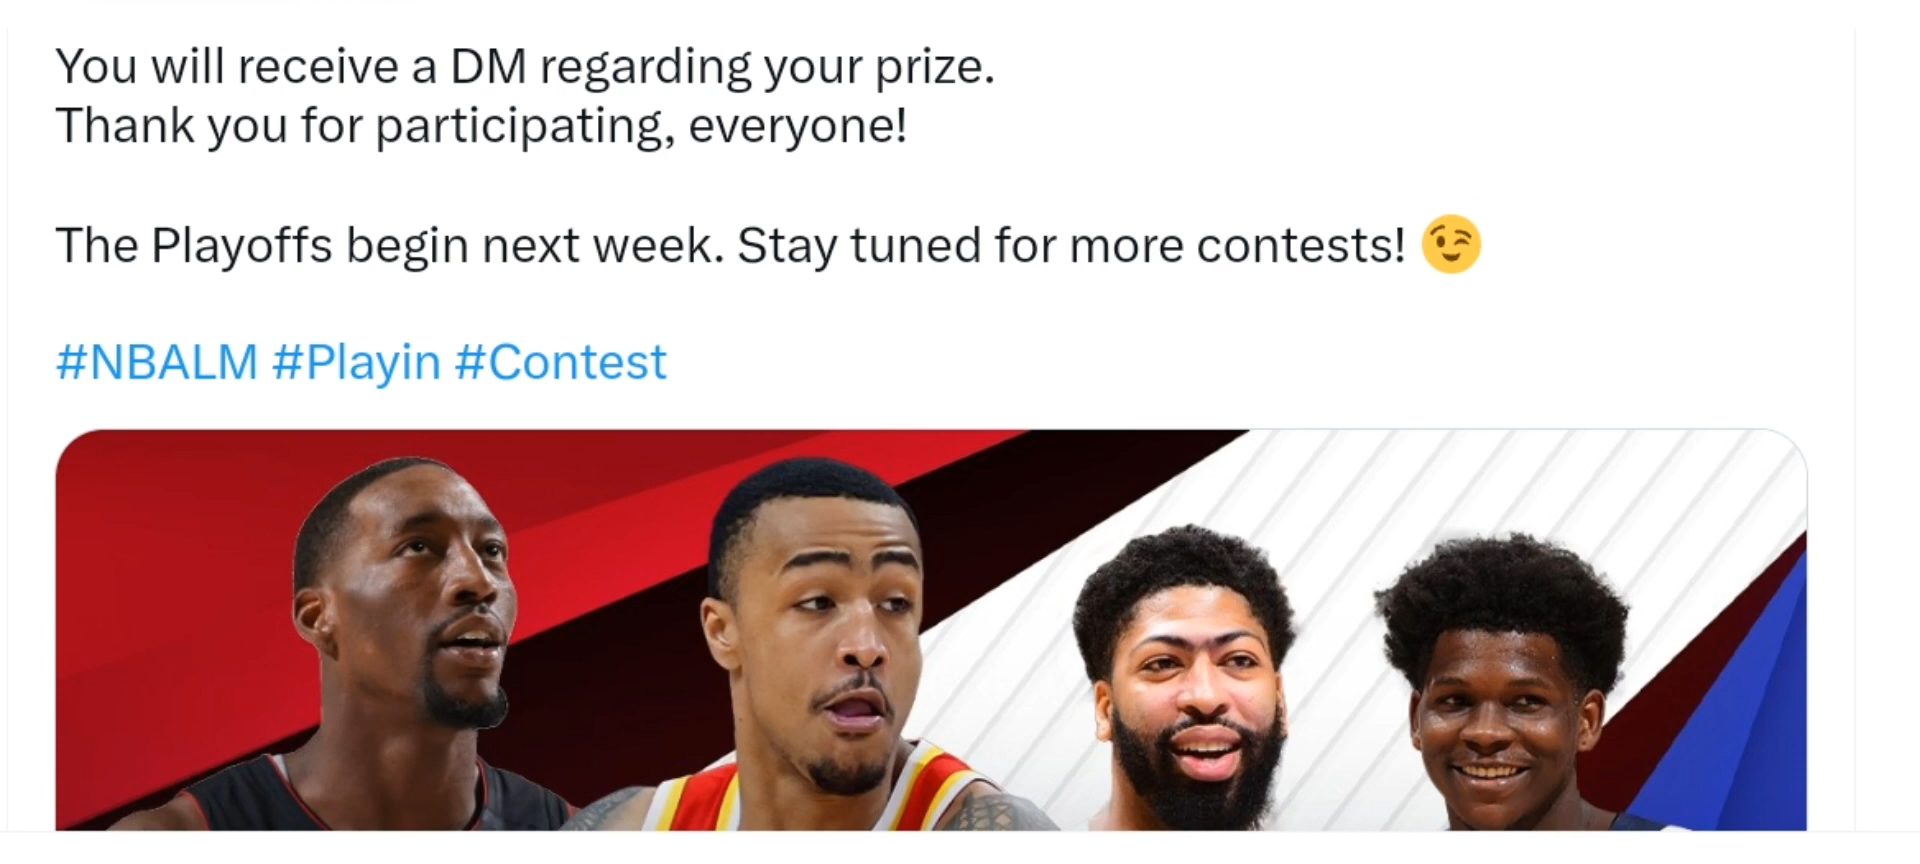 You will receive a DM regarding your prize.
Thank you for participating, everyone!
The Playoffs begin next week. Stay tuned for more contests! 😉
#NBALM #Playin #Contest